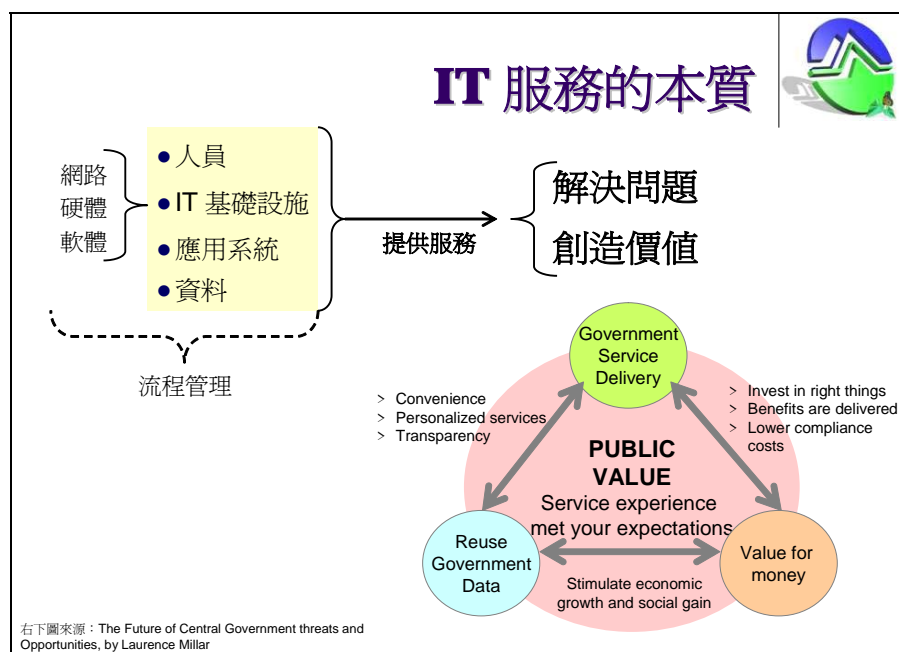 IT 服務的本質
網路
硬體
軟體
●人員
●IT 基礎設施
●應用系統
●資料
流程管理
提供服務
解決問題
創造價值
Government
Service
Delivery
> Convenience
> Personalized services
> Transparency
> Invest in right things
> Benefits are delivered
> Lower compliance
costs
PUBLIC
VALUE
Service experience
met your expectations
Reuse
Government
Data
Value for
money
Stimulate economic
growth and social gain
右下圖來源：The Future of Central Government threats and
Opportunities, by Laurence Millar